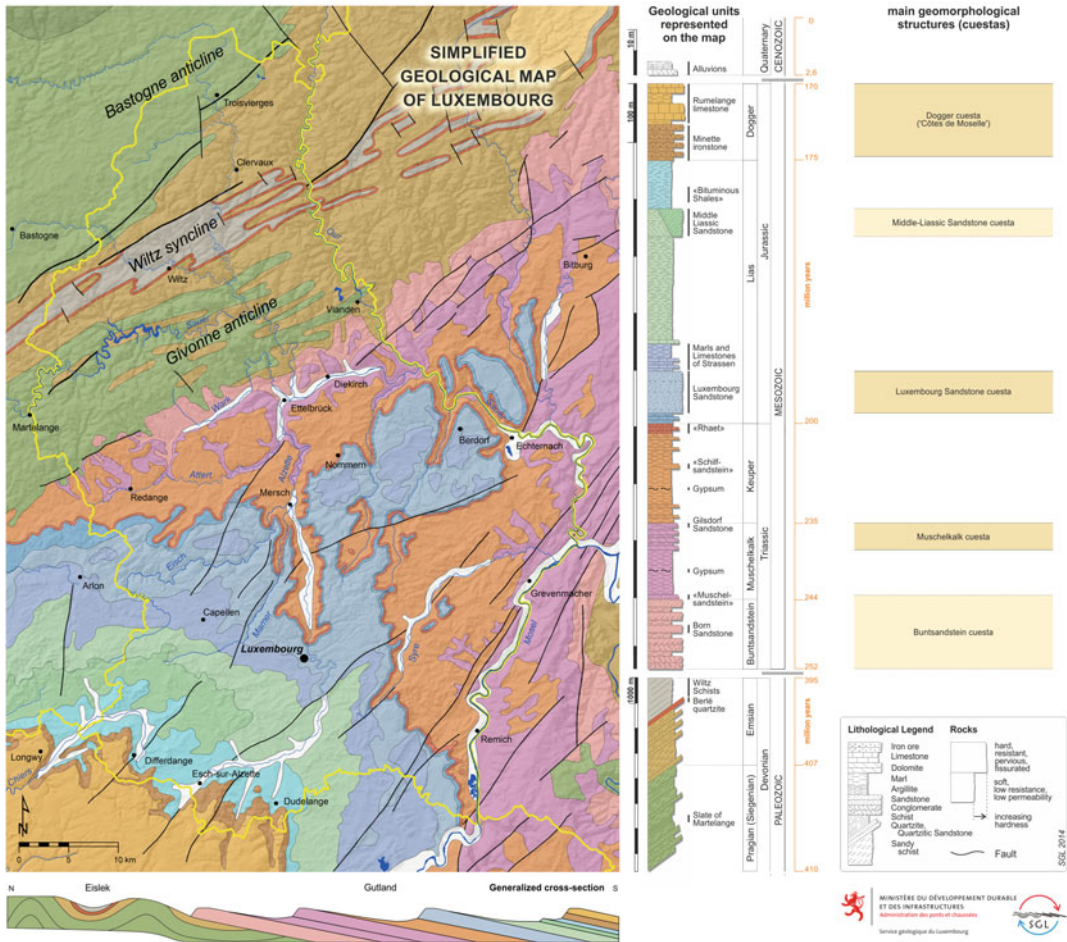 SIMPLIFIED
GEOLOGICAL MAP
OF LUXEMBOURG
Bastogne anticline
Troisvierges
Clervaux
Bastogne
Wiltz syncline
Wiltz
Our
Bitburg
Vianden
Givonne anticline
Sauer
Diekirch
Wark
Ettelbrück
Martelange
Berdorf
Echternach
Nommern
Alzette
Attert
Redange
Mersch
Eisch
Arlon
Capellen
Mamer
Grevenmacher
Mosel
Luxembourg
Syre
Remich
Longwy
Differdange
Chiers
Esch-sur-Alzette
Dudelange
N
0 5 10 km
N
Eislek
Gutland
Generalized cross-section
S
Geological units
represented
on the map
10 m
100 m
1000 m
Alluvions
Rumelange
limestone
Minette
ironstone
«Bituminous
Shales»
Middle
Liassic
Sandstone
Marls and
Limestones
of Strassen
Luxembourg
Sandstone
«Rhaet»
«Schilf-
sandstein»
Gypsum
Gilsdorf
Sandstone
Gypsum
«Muschel-
sandstein»
Born
Sandstone
Wiltz
Schists
Berlé
quartzite
Slate of
Martelange
Dogger
Lias
Keuper
Muschelkalk
Buntsandstein
Emsian
Pragian (Siegenian)
Quaternary
Jurassic
Triassic
Devonian
CENOZOIC
MESOZOIC
PALEOZOIC
0
2,6
170
175
million years
200
235
244
252
395
million years
407
410
main geomorphological
structures (cuestas)
Dogger cuesta
('Côtes de Moselle')
Middle-Liassic Sandstone cuesta
Luxembourg Sandstone cuesta
Muschelkalk cuesta
Buntsandstein cuesta
Lithological Legend
Iron ore
Limestone
Dolomite
Marl
Argillite
Sandstone
Conglomerate
Schist
Quartzite,
Quartzitic Sandstone
Sandy
schist
Rocks
hard,
resistant,
pervious,
fissurated
soft,
low resistance,
low permeability
increasing
hardness
Fault
SGL 2014
MINISTÈRE DU DÉVELOPPEMENT DURABLE
ET DES INFRASTRUCTURES
Administration des ponts et chaussées
Service géologique du Luxembourg
SGL